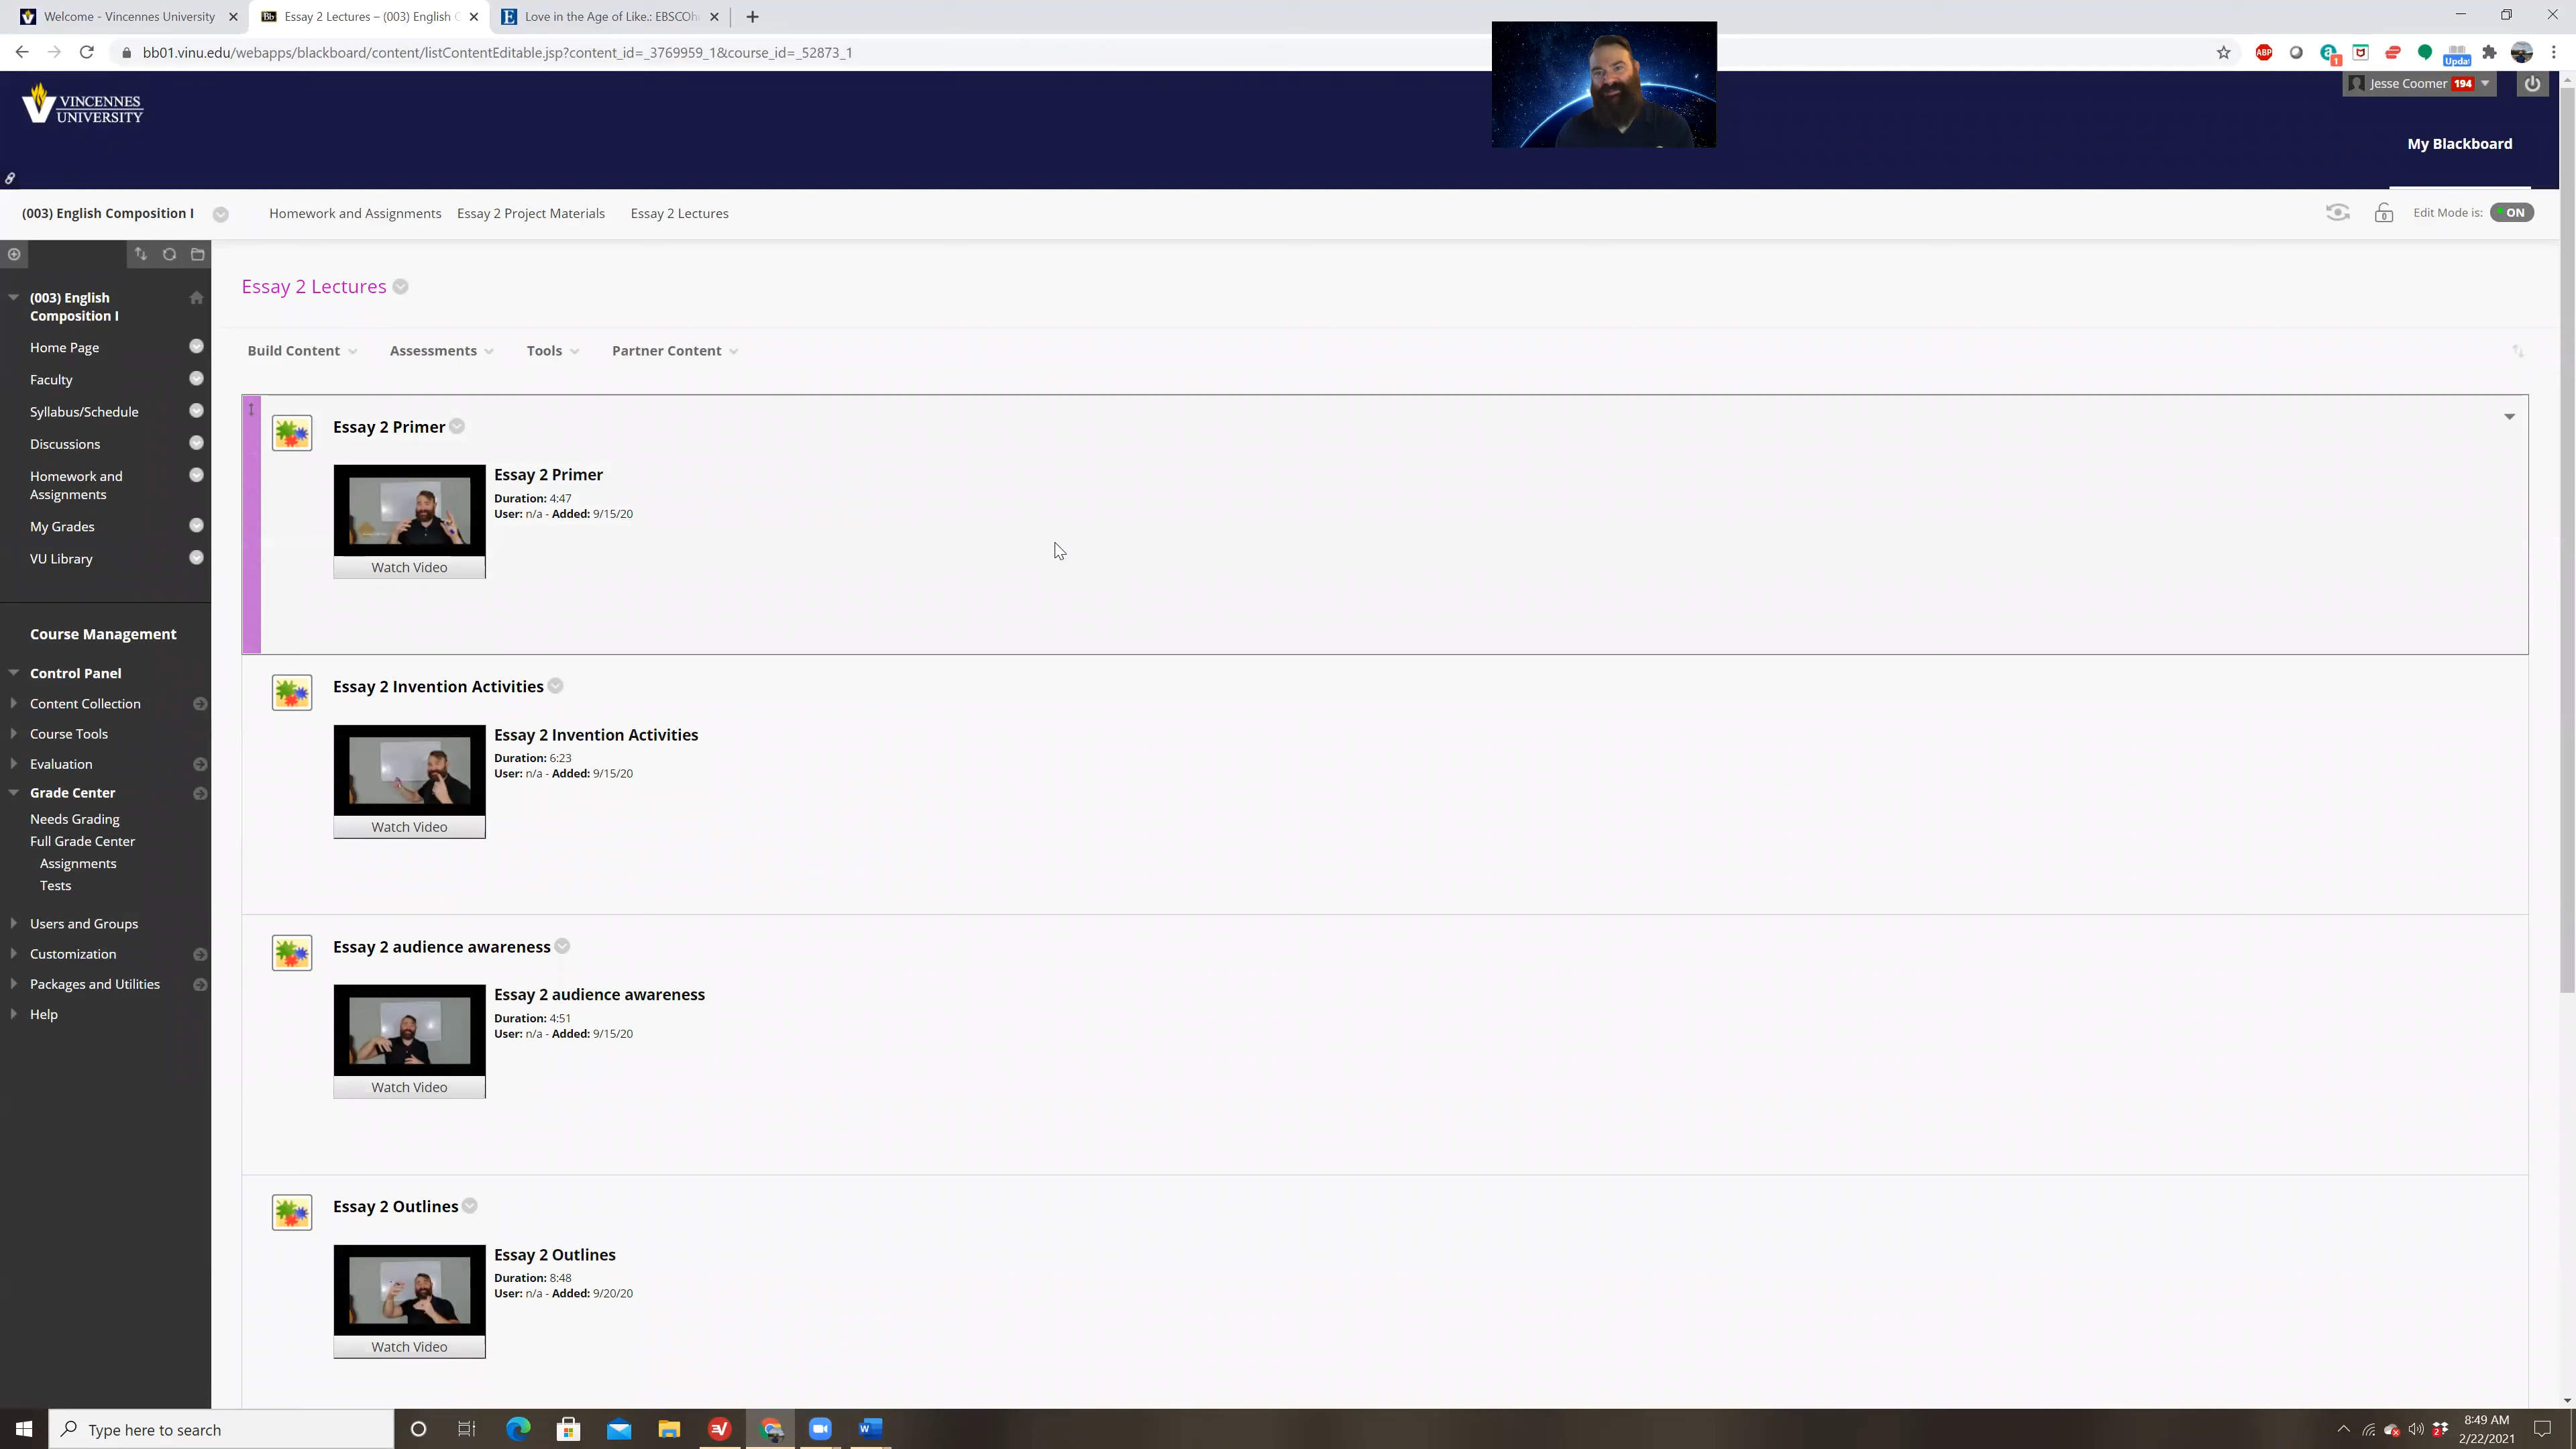 Welcome - Vincennes University
Essay 2 Lectures – (003) English C
Love in the Age of Like.: EBSCOh
bb01.vinu.edu/webapps/blackboard/content/listContentEditable.jsp?content_id=_3769959_1&course_id=_52873_1
ABP
1
Upda
VINCENNES
UNIVERSITY
Jesse Coomer 194
My Blackboard
(003) English Composition I
Homework and Assignments
Essay 2 Project Materials
Essay 2 Lectures
Edit Mode is: ON
(003) English
Composition I
Home Page
Faculty
Syllabus/Schedule
Discussions
Homework and
Assignments
My Grades
VU Library
Course Management
Control Panel
Content Collection
Course Tools
Evaluation
Grade Center
Needs Grading
Full Grade Center
Assignments
Tests
Users and Groups
Customization
Packages and Utilities
Help
Essay 2 Lectures
Build Content
Assessments
Tools
Partner Content
Essay 2 Primer
Essay 2 Primer
Duration: 4:47
User: n/a - Added: 9/15/20
Watch Video
Essay 2 Invention Activities
Essay 2 Invention Activities
Duration: 6:23
User: n/a - Added: 9/15/20
Watch Video
Essay 2 audience awareness
Essay 2 audience awareness
Duration: 4:51
User: n/a - Added: 9/15/20
Watch Video
Essay 2 Outlines
Essay 2 Outlines
Duration: 8:48
User: n/a - Added: 9/20/20
Watch Video
Type here to search
8:49 AM
2/22/2021